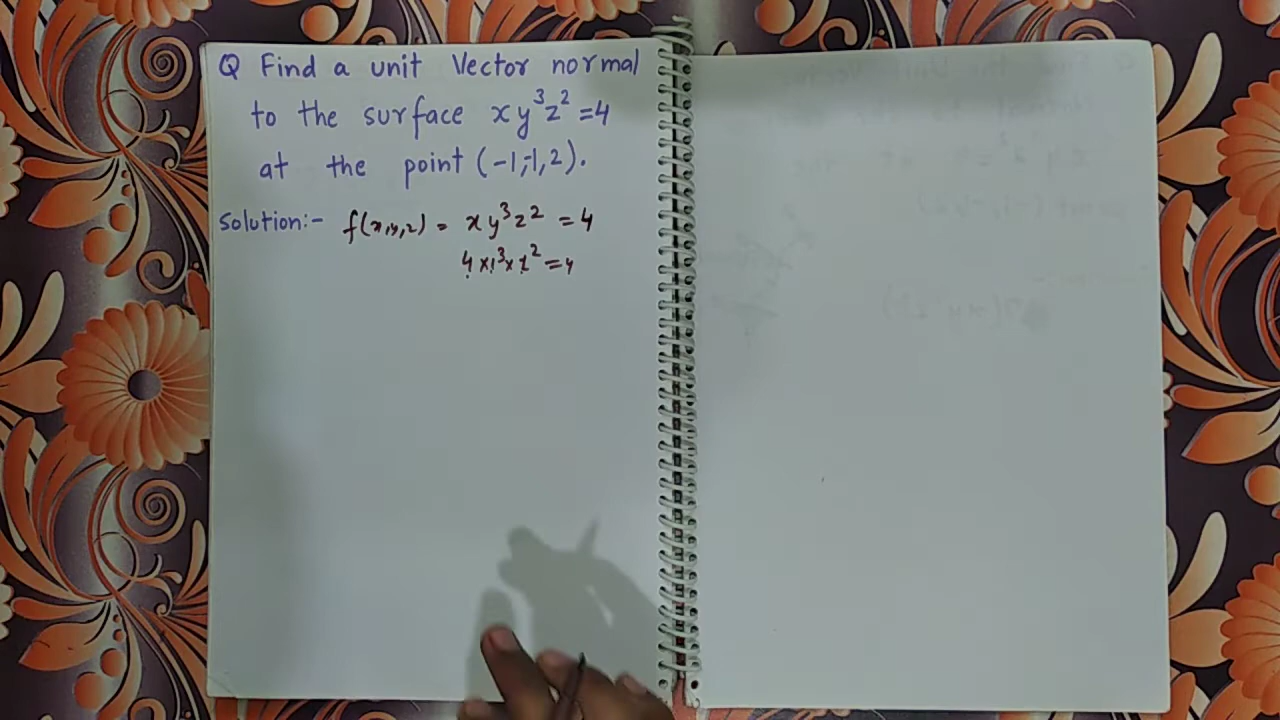 Q Find a unit Vector normal
to the surface xy³z² = 4
at the point (-1,-1,2).
Solution:- f(x,y,z) = xy³z² = 4
4×1³×1² = 4